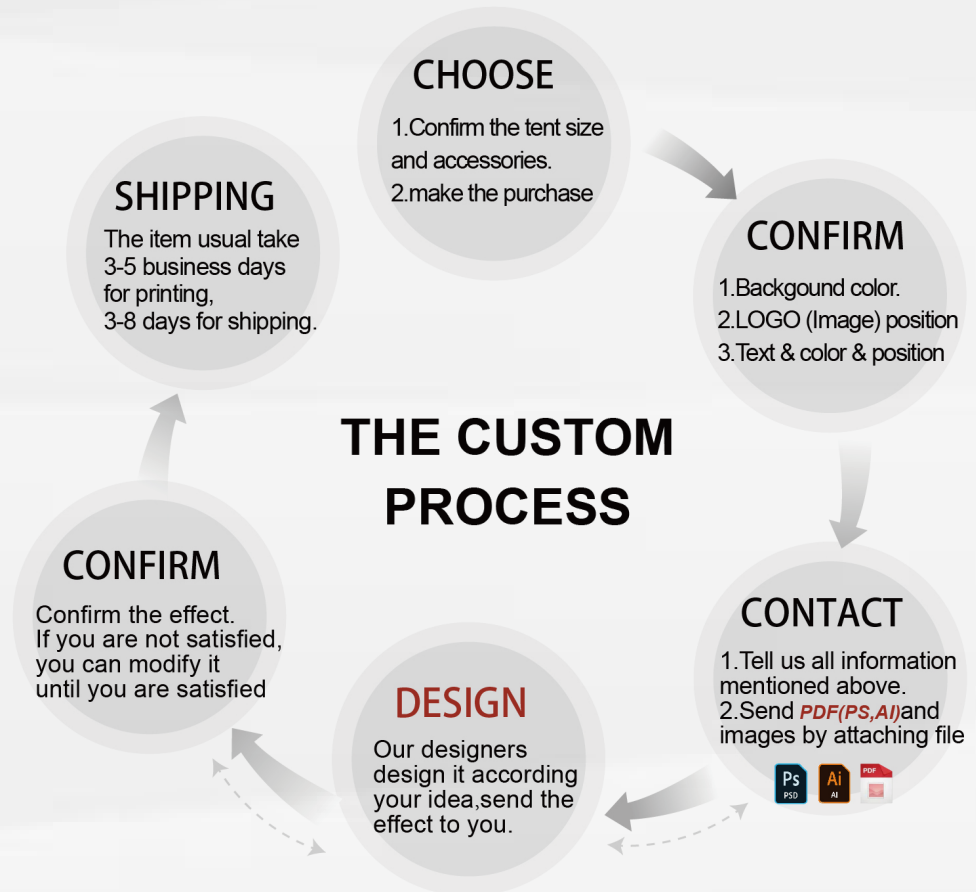 CHOOSE
1.Confirm the tent size
and accessories.
2.make the purchase
CONFIRM
1.Backgound color.
2.LOGO (Image) position
3.Text & color & position
CONTACT
1.Tell us all information
mentioned above.
2.Send PDF(PS,AI)and
images by attaching file
Ps
PSD
Ai
AI
PDF
DESIGN
Our designers
design it according
your idea,send the
effect to you.
CONFIRM
Confirm the effect.
If you are not satisfied,
you can modify it
until you are satisfied
SHIPPING
The item usual take
3-5 business days
for printing,
3-8 days for shipping.
THE CUSTOM
PROCESS